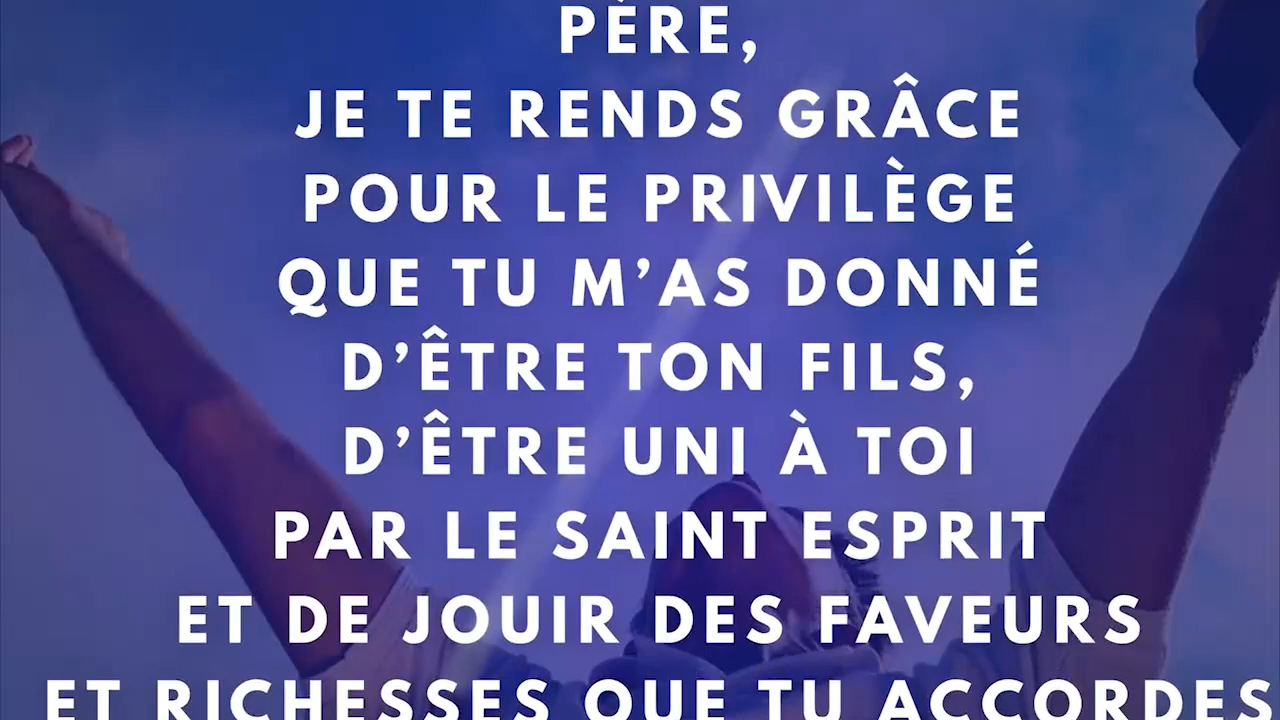 PÈRE,
JE TE RENDS GRÂCE
POUR LE PRIVILÈGE
QUE TU M’AS DONNÉ
D’ÊTRE TON FILS,
D’ÊTRE UNI À TOI
PAR LE SAINT ESPRIT
ET DE JOUIR DES FAVEURS
ET RICHESSES QUE TU ACCORDES